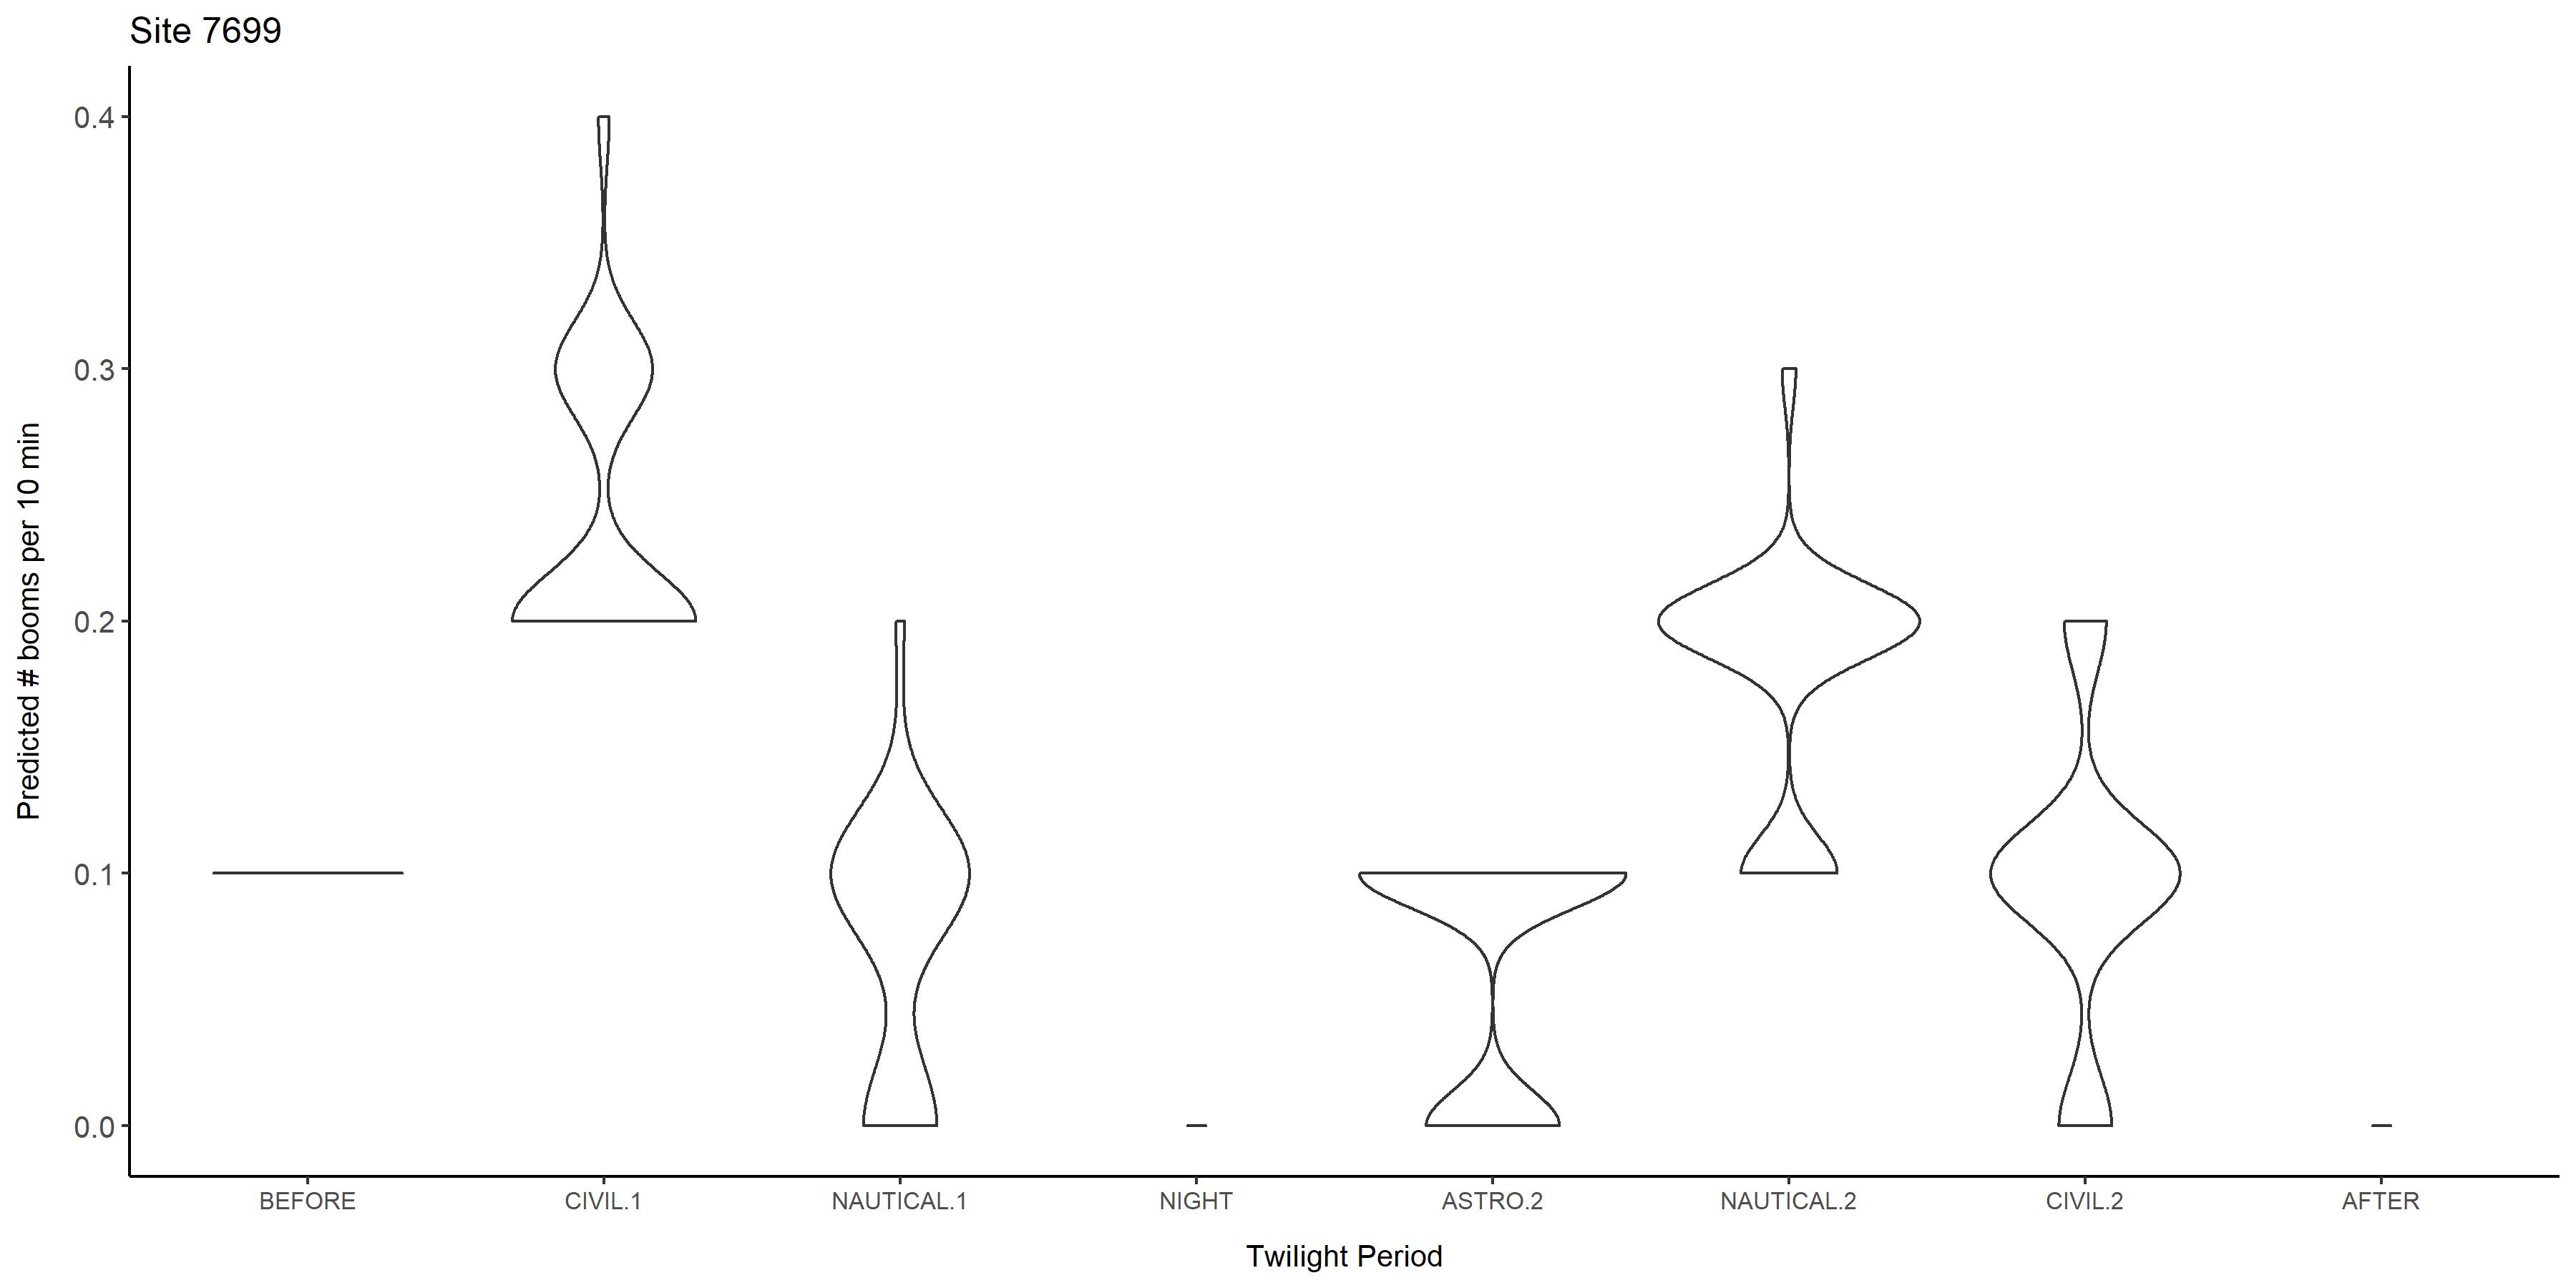 Site 7699
Predicted # booms per 10 min
0.4
0.3
0.2
0.1
0.0
BEFORE CIVIL.1 NAUTICAL.1 NIGHT ASTRO.2 NAUTICAL.2 CIVIL.2 AFTER
Twilight Period